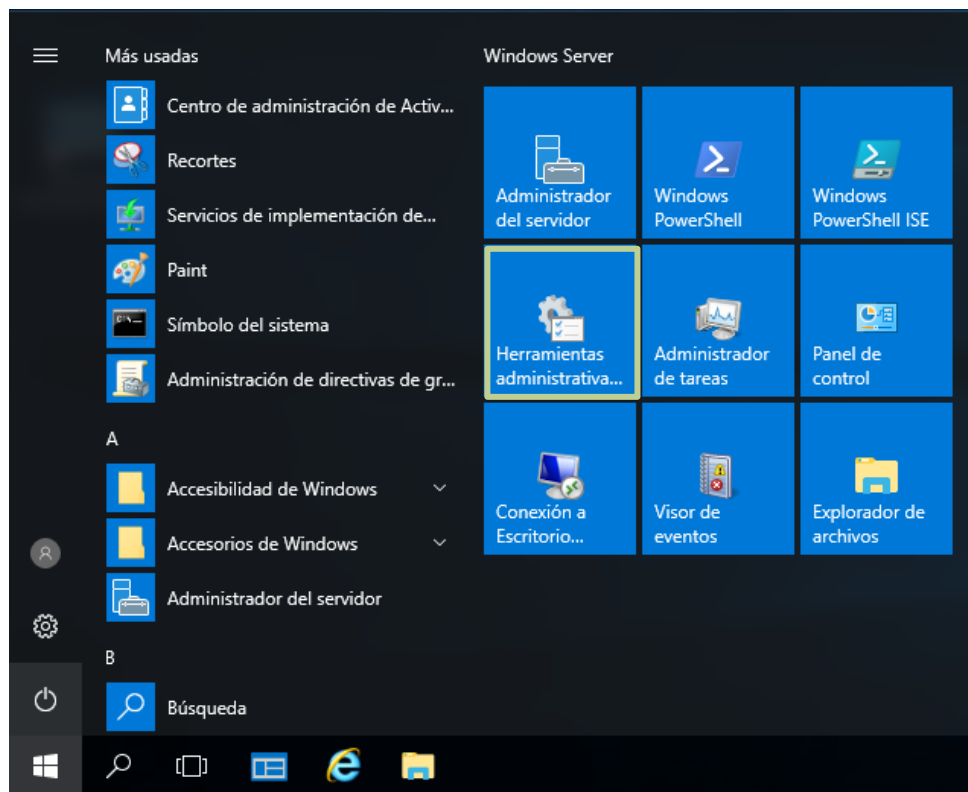 Más usadas
Centro de administración de Activ...
Recortes
Servicios de implementación de...
Paint
Símbolo del sistema
Administración de directivas de gr...
A
Accesibilidad de Windows
Accesorios de Windows
Administrador del servidor
B
Búsqueda
Windows Server
Administrador
del servidor
Windows
PowerShell
Windows
PowerShell ISE
Herramientas
administrativa...
Administrador
de tareas
Panel de
control
Conexión a
Escritorio...
Visor de
eventos
Explorador de
archivos